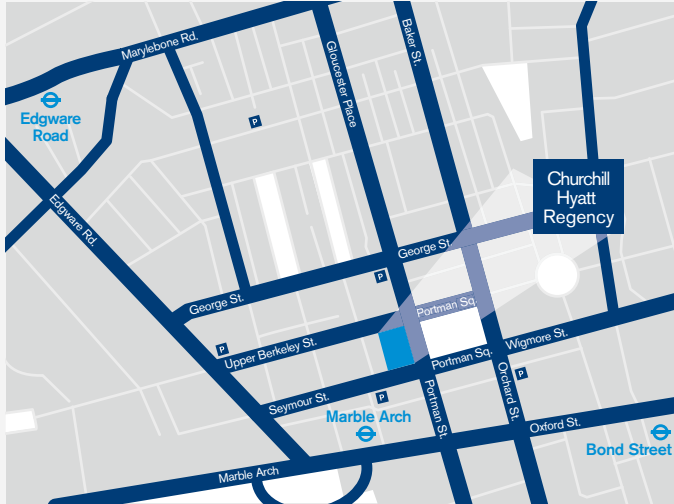 Marylebone Rd.
Gloucester Place
Baker St.
Edgware
Road
P
Churchill
Hyatt
Regency
Edgware Rd.
George St.
P
George St.
Portman Sq.
P
Upper Berkeley St.
Wigmore St.
Portman Sq.
P
Seymour St.
P
Orchard St.
Portman St.
Marble Arch
Oxford St.
Bond Street
Marble Arch